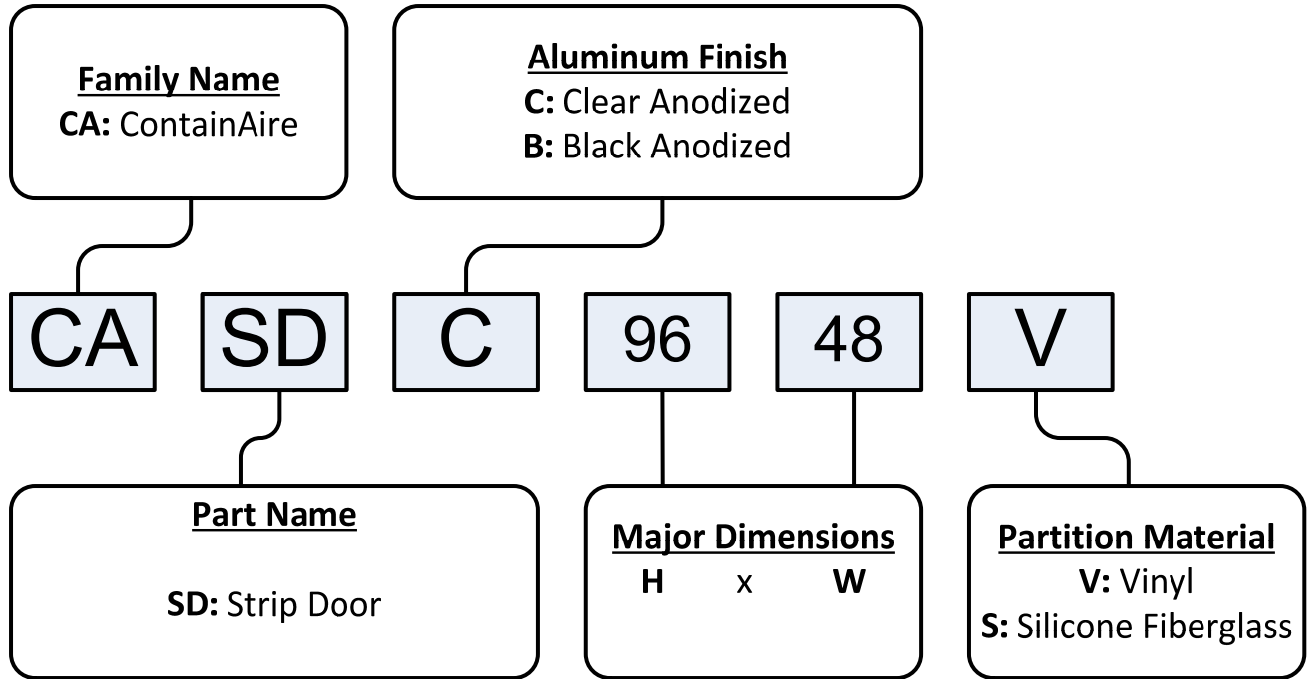 Family Name
CA: ContainAire
Aluminum Finish
C: Clear Anodized
B: Black Anodized
CA SD C 96 48 V
Part Name
SD: Strip Door
Major Dimensions
H x W
Partition Material
V: Vinyl
S: Silicone Fiberglass